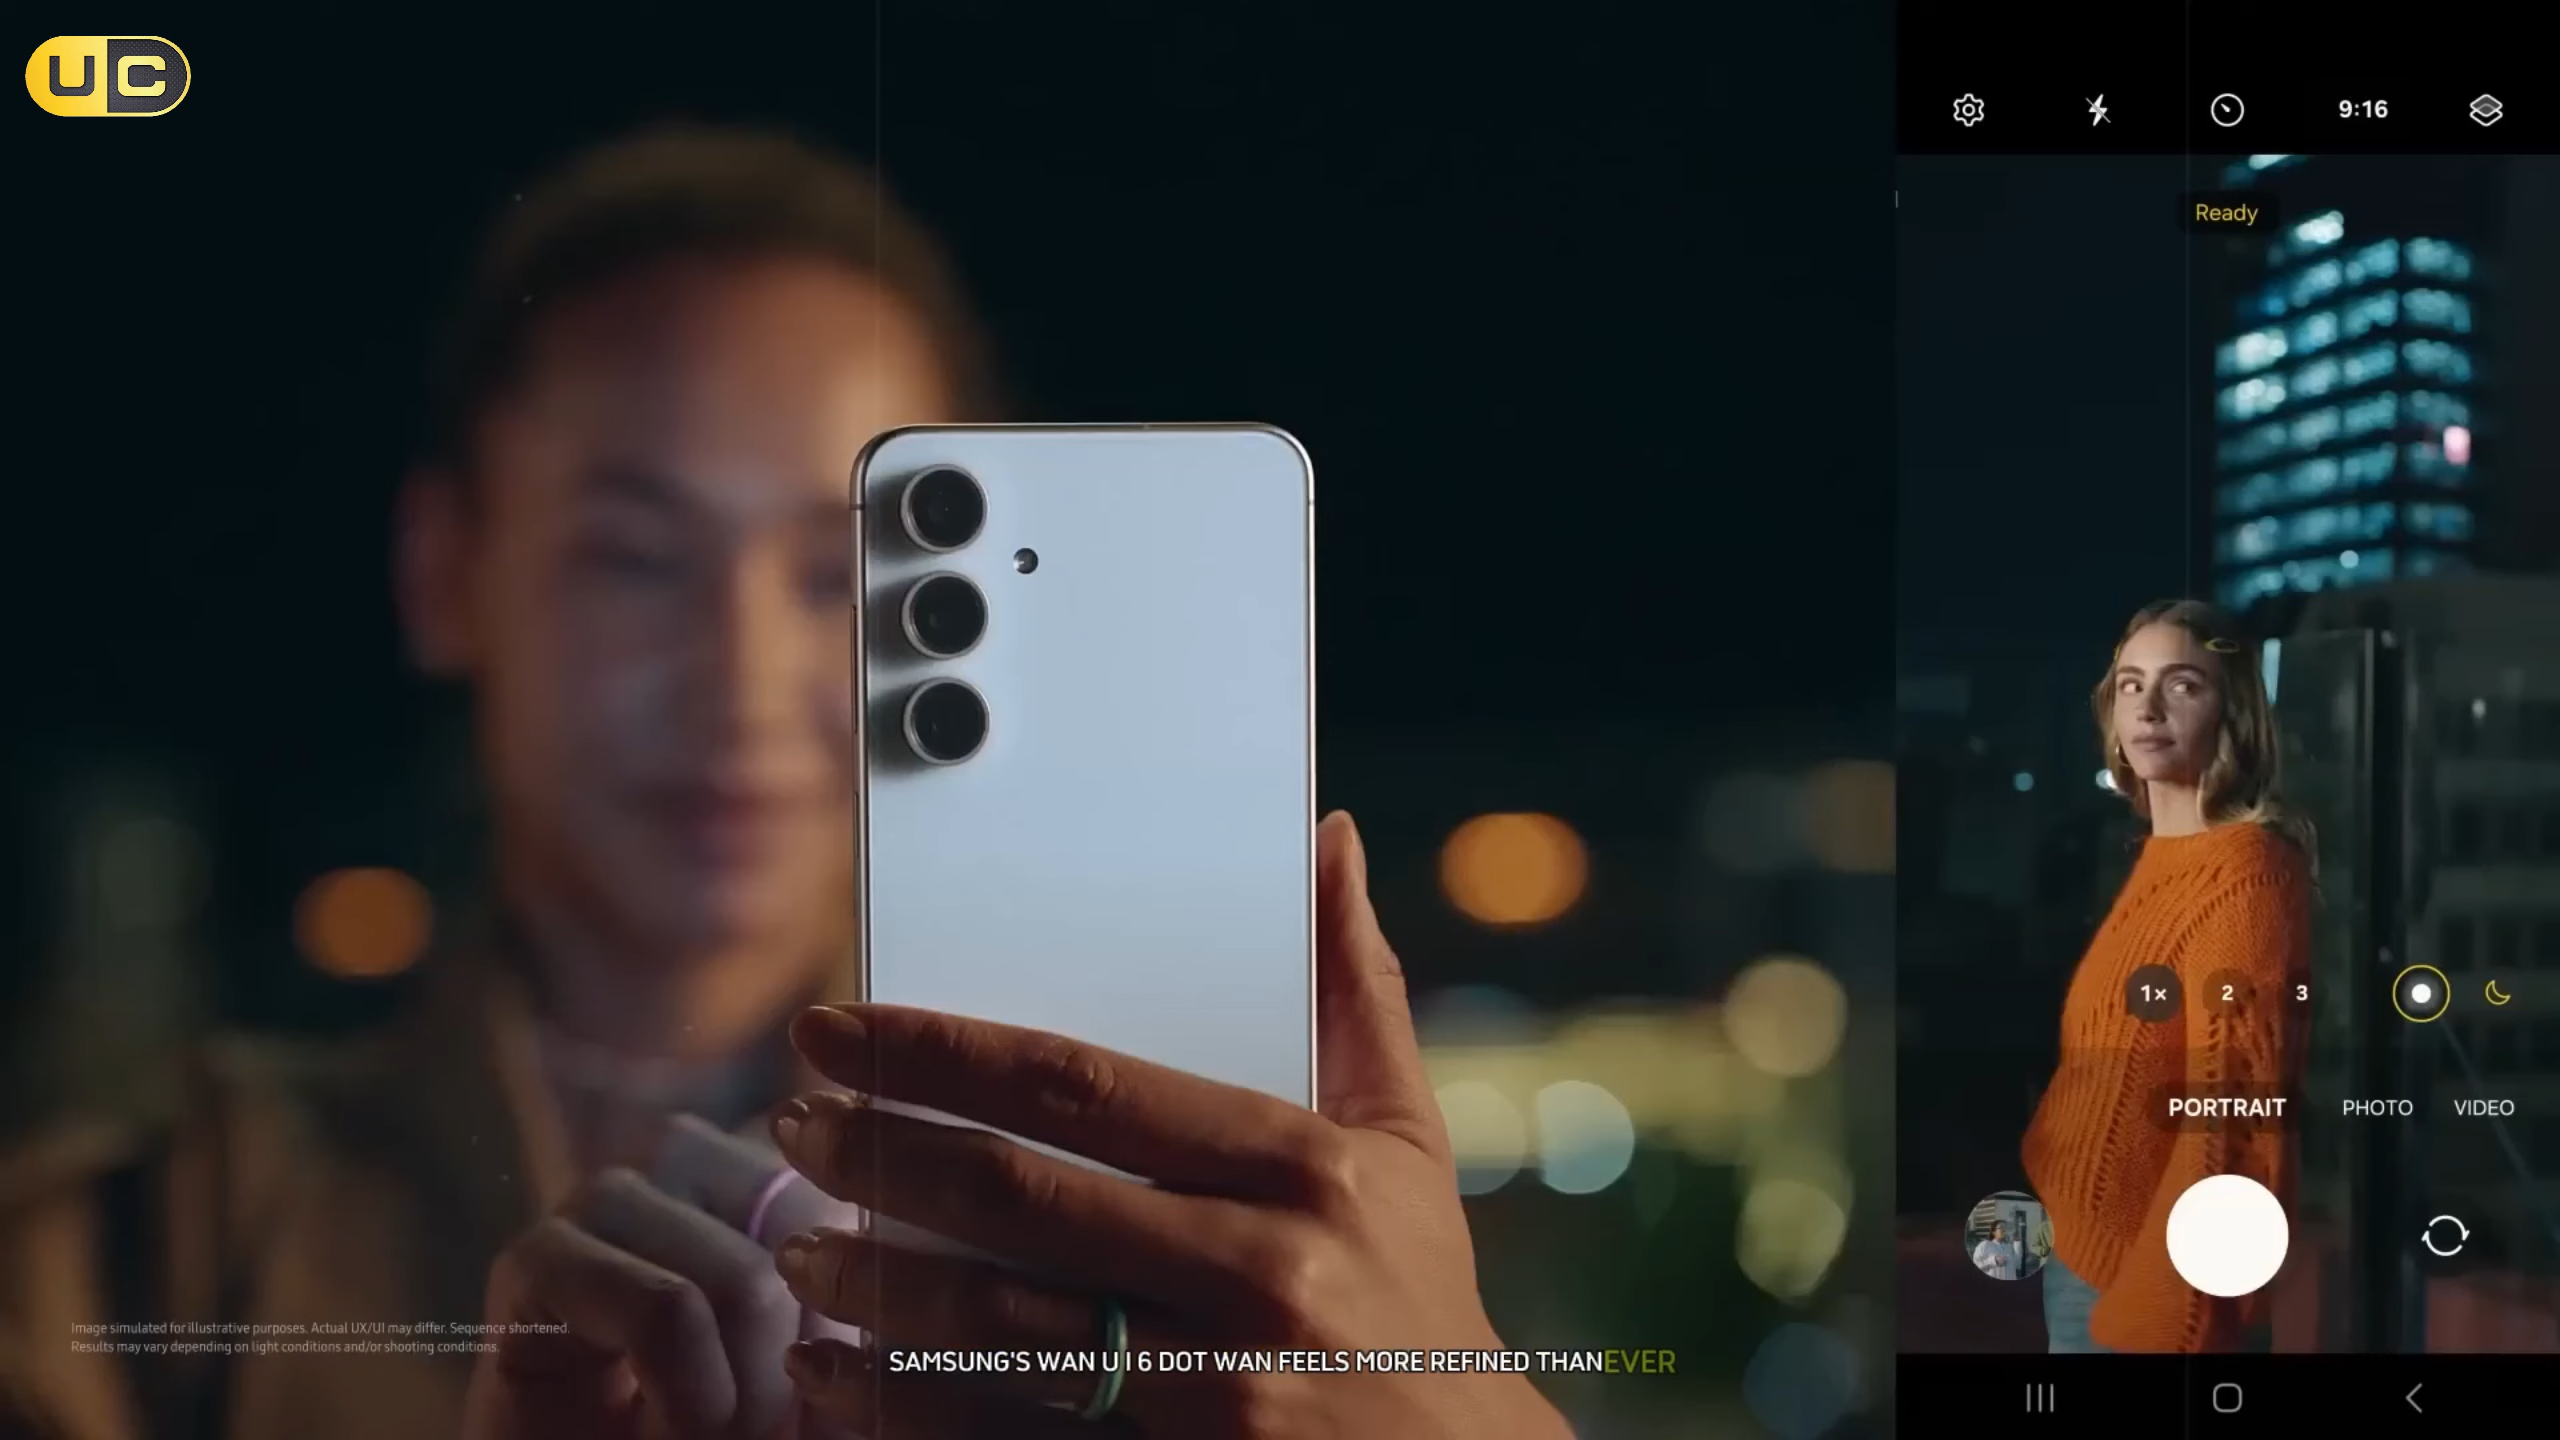 UC
9:16
Ready
1× 2 3
PORTRAIT PHOTO VIDEO
Image simulated for illustrative purposes. Actual UX/UI may differ. Sequence shortened.
Results may vary depending on light conditions and/or shooting conditions.
SAMSUNG'S WAN U I 6 DOT WAN FEELS MORE REFINED THAN EVER